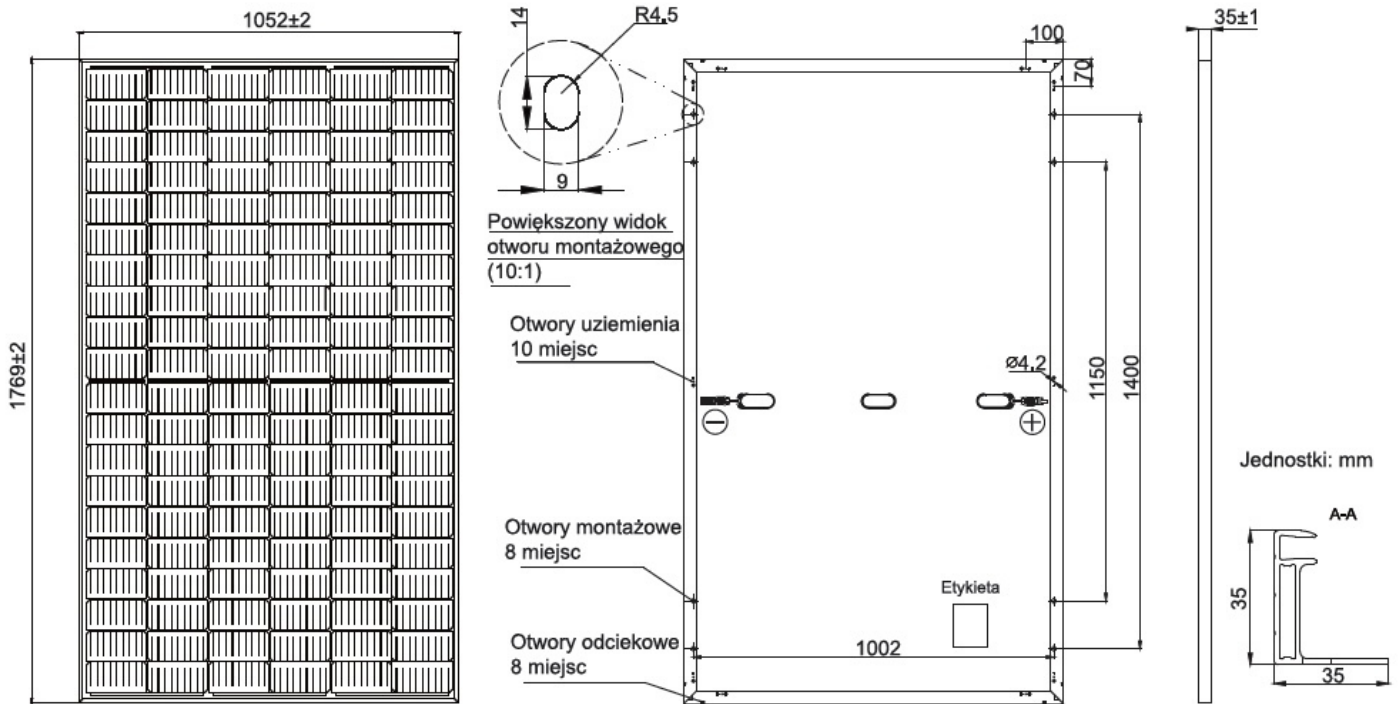 1052±2
1769±2
14
R4.5
9
Powiększony widok
otworu montażowego
(10:1)
Otwory uziemienia
10 miejsc
Otwory montażowe
8 miejsc
Otwory odciekowe
8 miejsc
100
70
Ø4.2
1150
1400
−
+
Etykieta
1002
35±1
Jednostki: mm
A-A
35
35